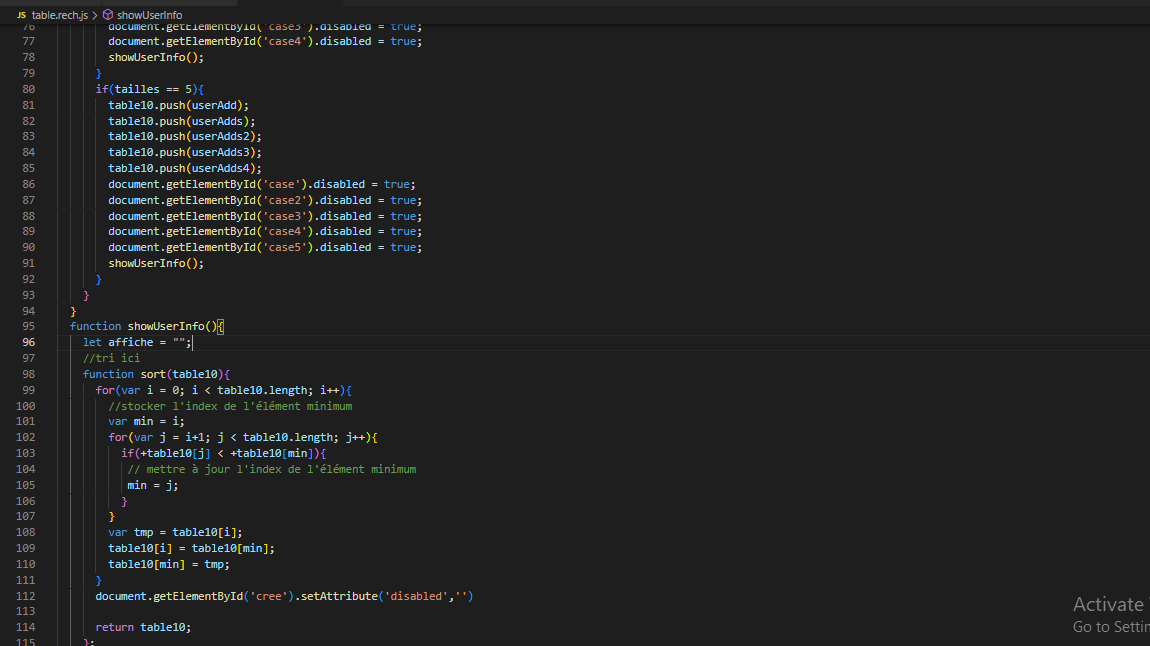 JS table.rech.js > showUserInfo
76 document.getElementById('case3').disabled = true;
77 document.getElementById('case4').disabled = true;
78 showUserInfo();
79 }
80 if(tailles == 5){
81 table10.push(userAdd);
82 table10.push(userAdds);
83 table10.push(userAdds2);
84 table10.push(userAdds3);
85 table10.push(userAdds4);
86 document.getElementById('case').disabled = true;
87 document.getElementById('case2').disabled = true;
88 document.getElementById('case3').disabled = true;
89 document.getElementById('case4').disabled = true;
90 document.getElementById('case5').disabled = true;
91 showUserInfo();
92 }
93 }
94 }
95 function showUserInfo(){
96 let affiche = "";
97 //tri ici
98 function sort(table10){
99 for(var i = 0; i < table10.length; i++){
100 //stocker l'index de l'élément minimum
101 var min = i;
102 for(var j = i+1; j < table10.length; j++){
103 if(+table10[j] < +table10[min]){
104 // mettre à jour l'index de l'élément minimum
105 min = j;
106 }
107 }
108 var tmp = table10[i];
109 table10[i] = table10[min];
110 table10[min] = tmp;
111 }
112 document.getElementById('cree').setAttribute('disabled','')
113
114 return table10;
115 };
Activate
Go to Settin